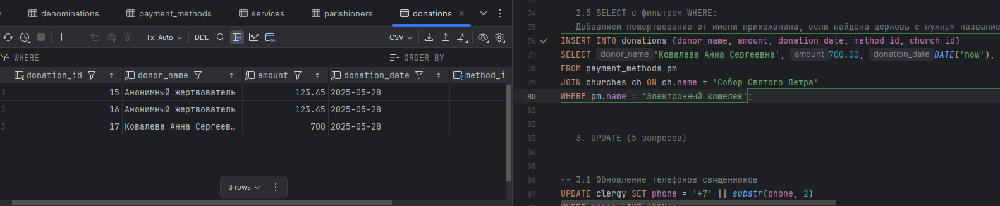 denominations payment_methods services parishioners donations
Tx: Auto DDL CSV
WHERE ORDER BY
donation_id donor_name amount donation_date method_i
1 15 Анонимный жертвователь 123.45 2025-05-28
2 16 Анонимный жертвователь 123.45 2025-05-28
3 17 Ковалева Анна Сергеев… 700 2025-05-28
3 rows
74 -- 2.5 SELECT с фильтром WHERE:
75 -- Добавляем пожертвование от имени прихожанина, если найдена церковь с нужным название
76 INSERT INTO donations (donor_name, amount, donation_date, method_id, church_id)
77 SELECT donor_name 'Ковалева Анна Сергеевна', amount 700.00, donation_date DATE('now'),
78 FROM payment_methods pm
79 JOIN churches ch ON ch.name = 'Собор Святого Петра'
80 WHERE pm.name = 'Электронный кошелек';
81
82
83 -- 3. UPDATE (5 запросов)
84
85
86 -- 3.1 Обновление телефонов священников
87 UPDATE clergy SET phone = '+7' || substr(phone, 2)